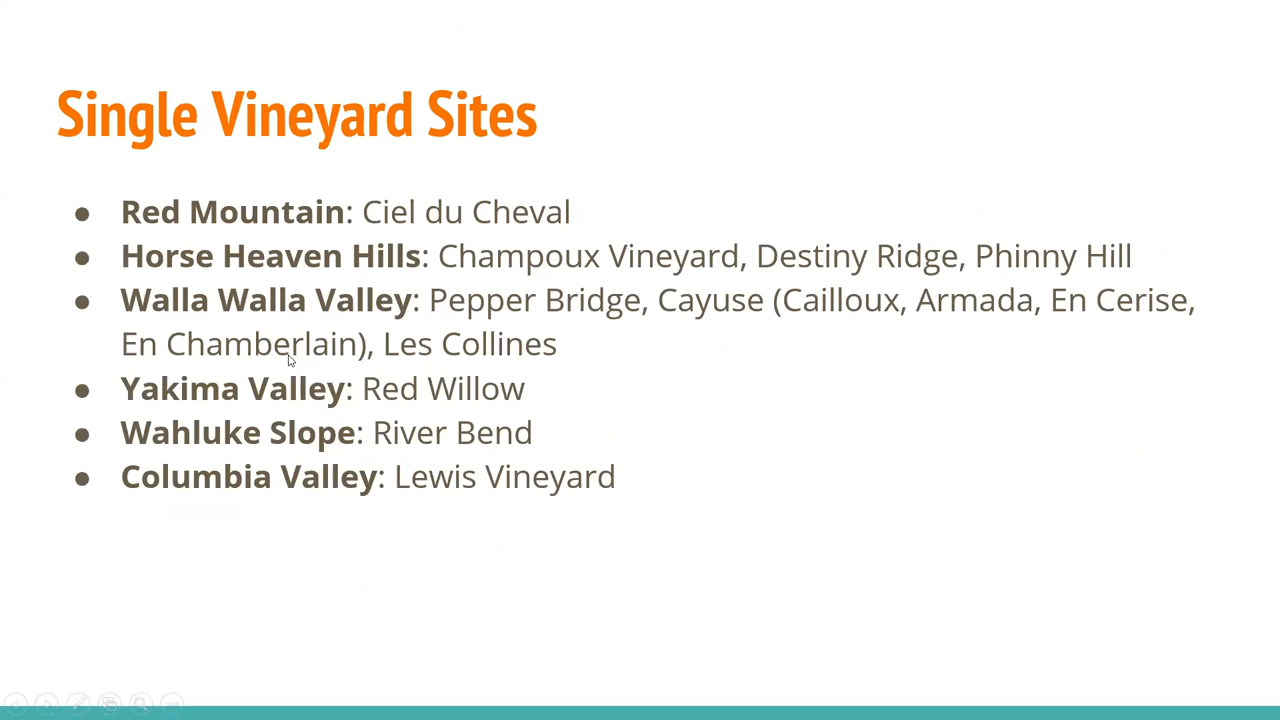 Single Vineyard Sites
● Red Mountain: Ciel du Cheval
● Horse Heaven Hills: Champoux Vineyard, Destiny Ridge, Phinny Hill
● Walla Walla Valley: Pepper Bridge, Cayuse (Cailloux, Armada, En Cerise,
En Chamberlain), Les Collines
● Yakima Valley: Red Willow
● Wahluke Slope: River Bend
● Columbia Valley: Lewis Vineyard